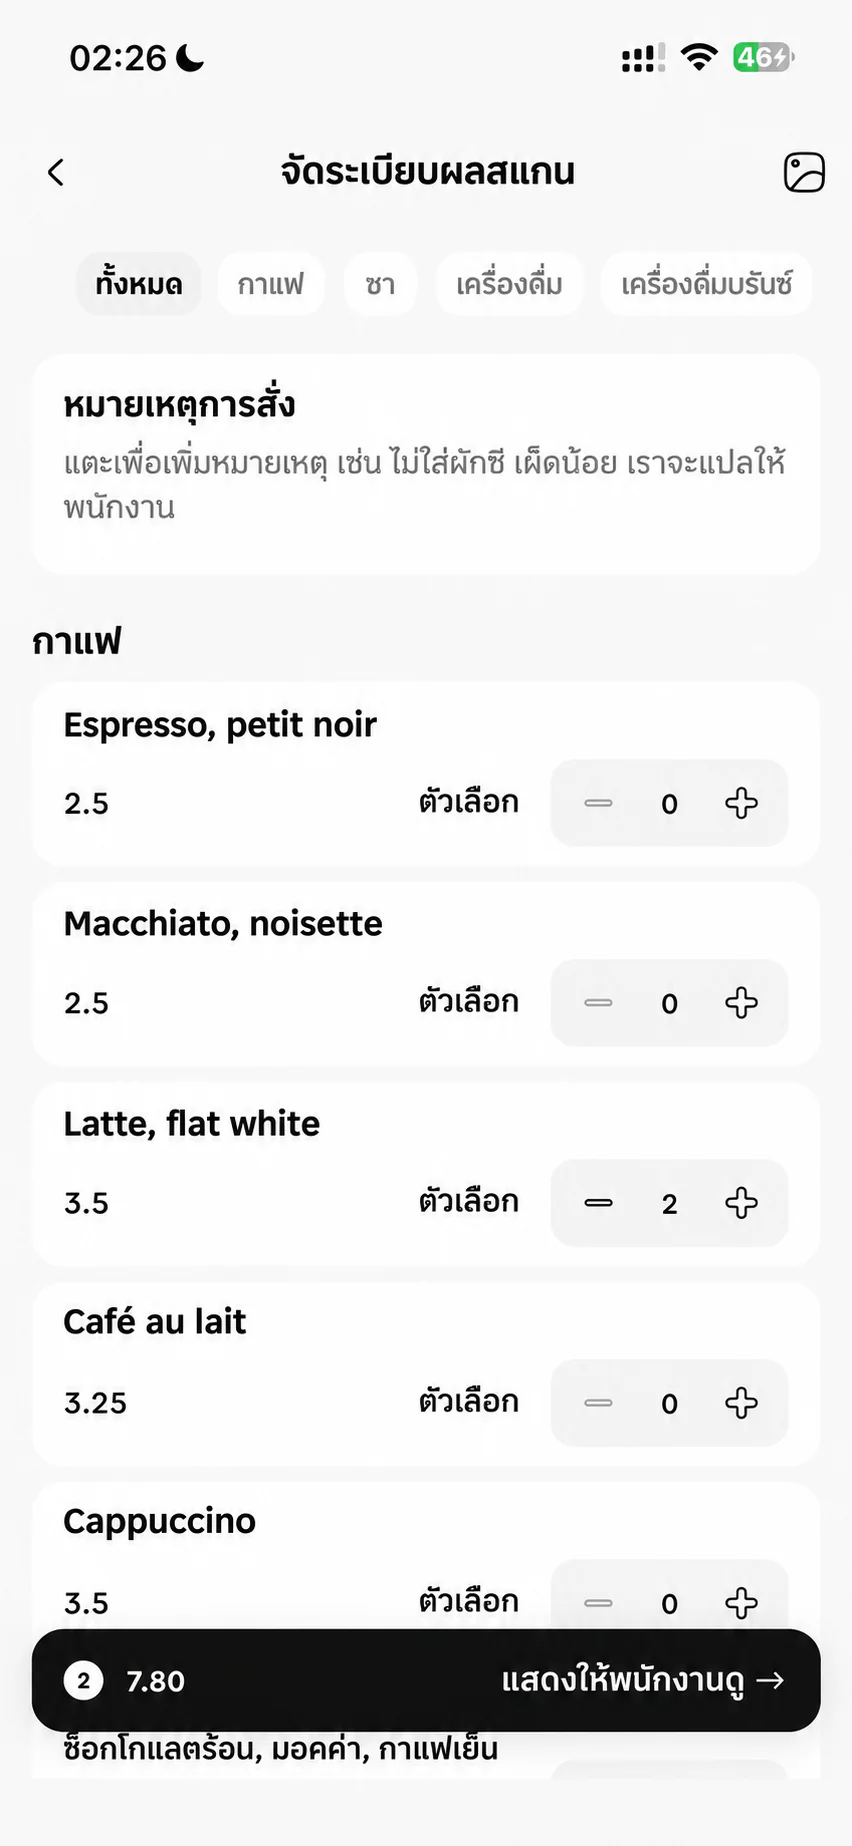 02:26
46
จัดระเบียบผลสแกน
ทั้งหมด กาแฟ ชา เครื่องดื่ม เครื่องดื่มบรันซ์
หมายเหตุการสั่ง
แตะเพื่อเพิ่มหมายเหตุ เช่น ไม่ใส่ผักชี เผ็ดน้อย เราจะแปลให้
พนักงาน
กาแฟ
Espresso, petit noir
2.5 ตัวเลือก 0
Macchiato, noisette
2.5 ตัวเลือก 0
Latte, flat white
3.5 ตัวเลือก 2
Café au lait
3.25 ตัวเลือก 0
Cappuccino
3.5 ตัวเลือก 0
2 7.80 แสดงให้พนักงานดู →
ช็อกโกแลตร้อน, มอคค่า, กาแฟเย็น